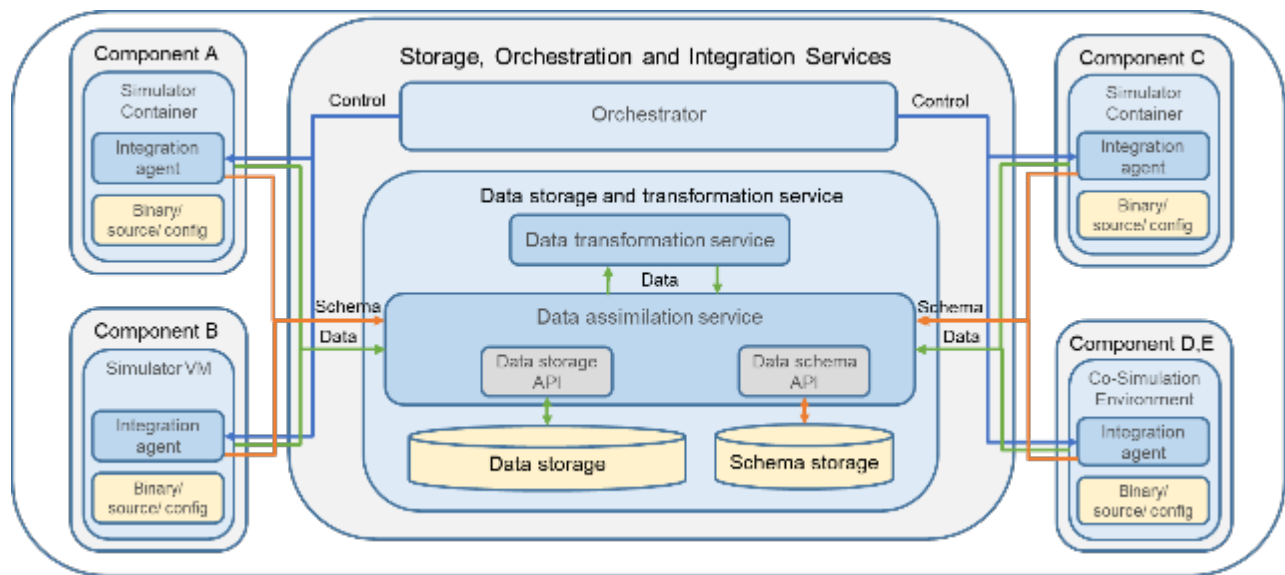 Component A
Simulator
Container
Integration
agent
Binary/
source/ config
Component B
Simulator VM
Integration
agent
Binary/
source/ config
Storage, Orchestration and Integration Services
Control
Orchestrator
Control
Data storage and transformation service
Data transformation service
Data
Schema
Data assimilation service
Schema
Data
Data
Data storage
API
Data schema
API
Data storage
Schema storage
Component C
Simulator
Container
Integration
agent
Binary/
source/ config
Component D,E
Co-Simulation
Environment
Integration
agent
Binary/
source/ config